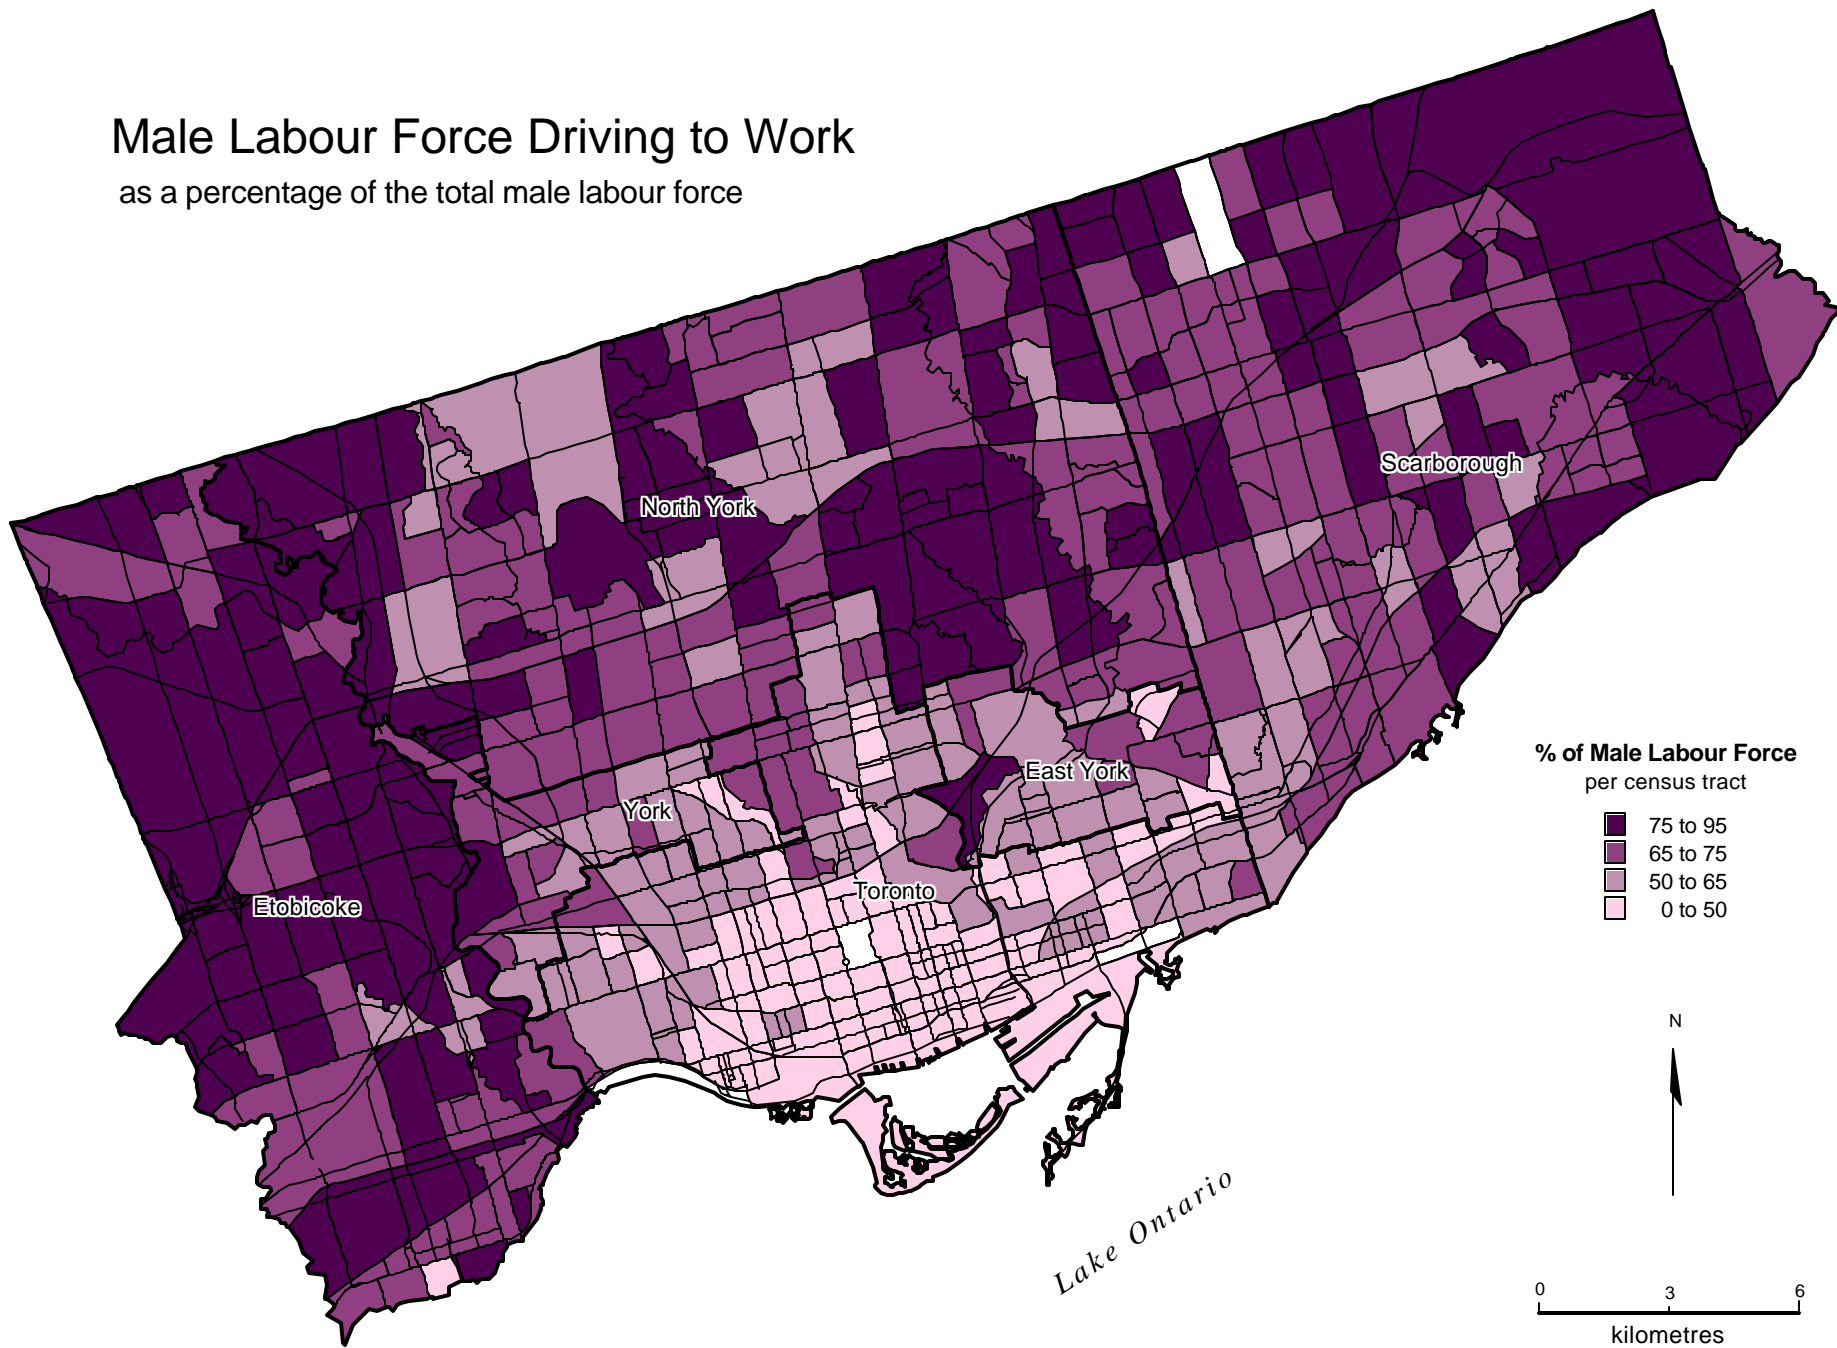 Male Labour Force Driving to Work
as a percentage of the total male labour force
North York
Scarborough
East York
York
Toronto
Etobicoke
% of Male Labour Force
per census tract
75 to 95
65 to 75
50 to 65
0 to 50
N
Lake Ontario
0 3 6
kilometres